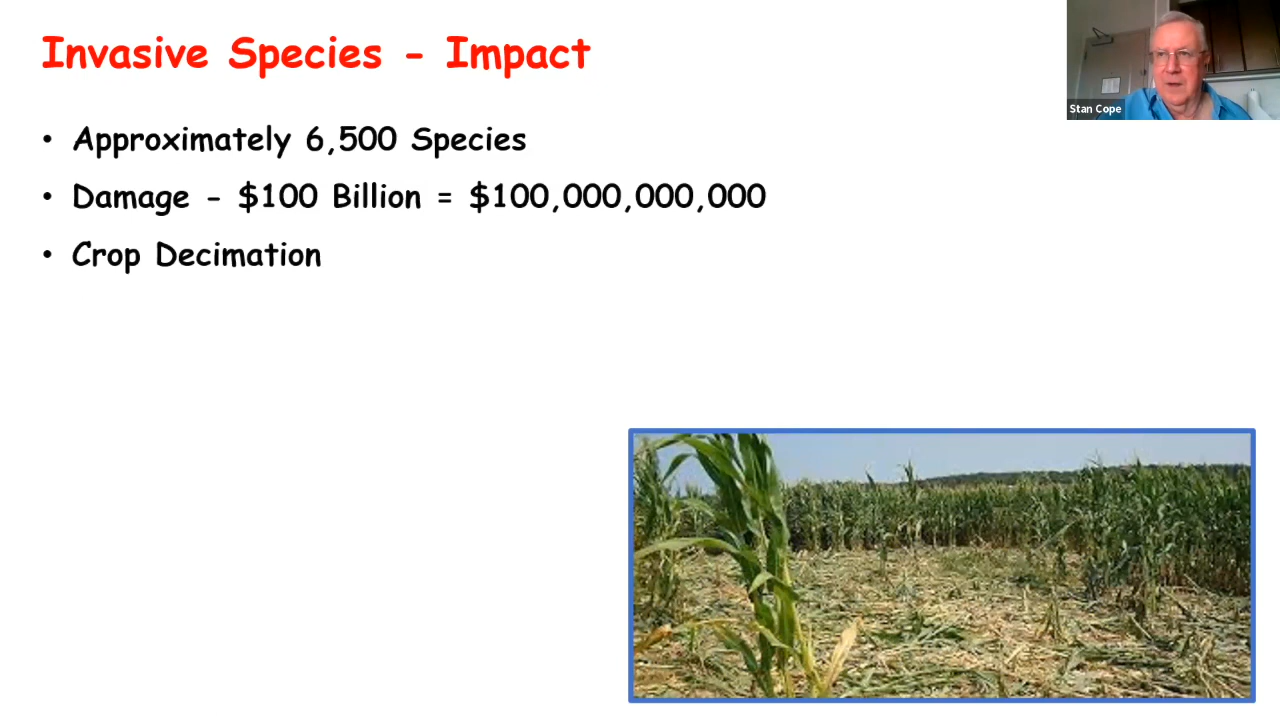 Invasive Species - Impact
• Approximately 6,500 Species
• Damage - $100 Billion = $100,000,000,000
• Crop Decimation
Stan Cope